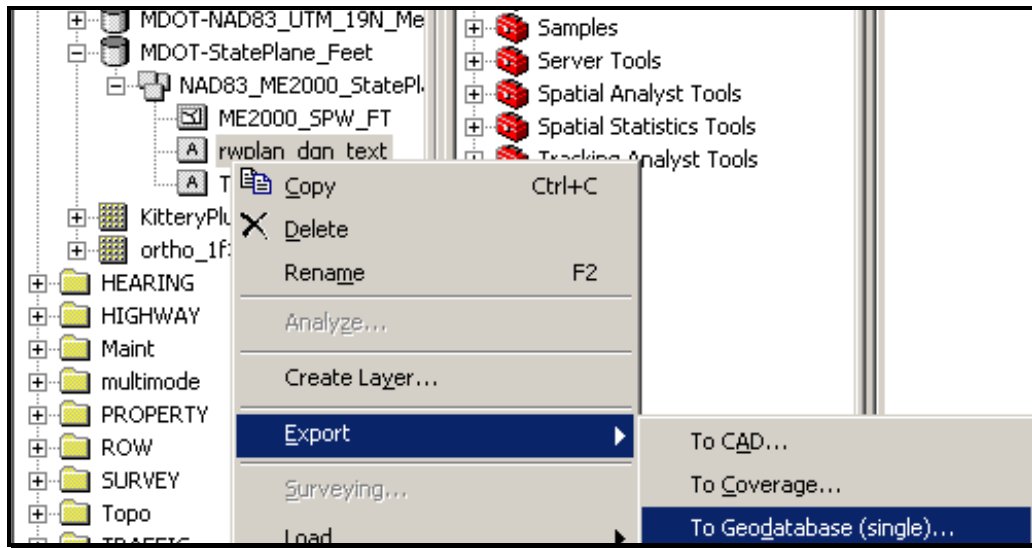 MDOT-NAD83_UTM_19N_Me
MDOT-StatePlane_Feet
NAD83_ME2000_StatePl
ME2000_SPW_FT
rwplan_dgn_text
T
KitteryPlu
ortho_1f
HEARING
HIGHWAY
Maint
multimode
PROPERTY
ROW
SURVEY
Topo
TRAFFIC
Samples
Server Tools
Spatial Analyst Tools
Spatial Statistics Tools
Tracking Analyst Tools
Copy Ctrl+C
Delete
Rename F2
Analyze...
Create Layer...
Export
Surveying...
Load
To CAD...
To Coverage...
To Geodatabase (single)...